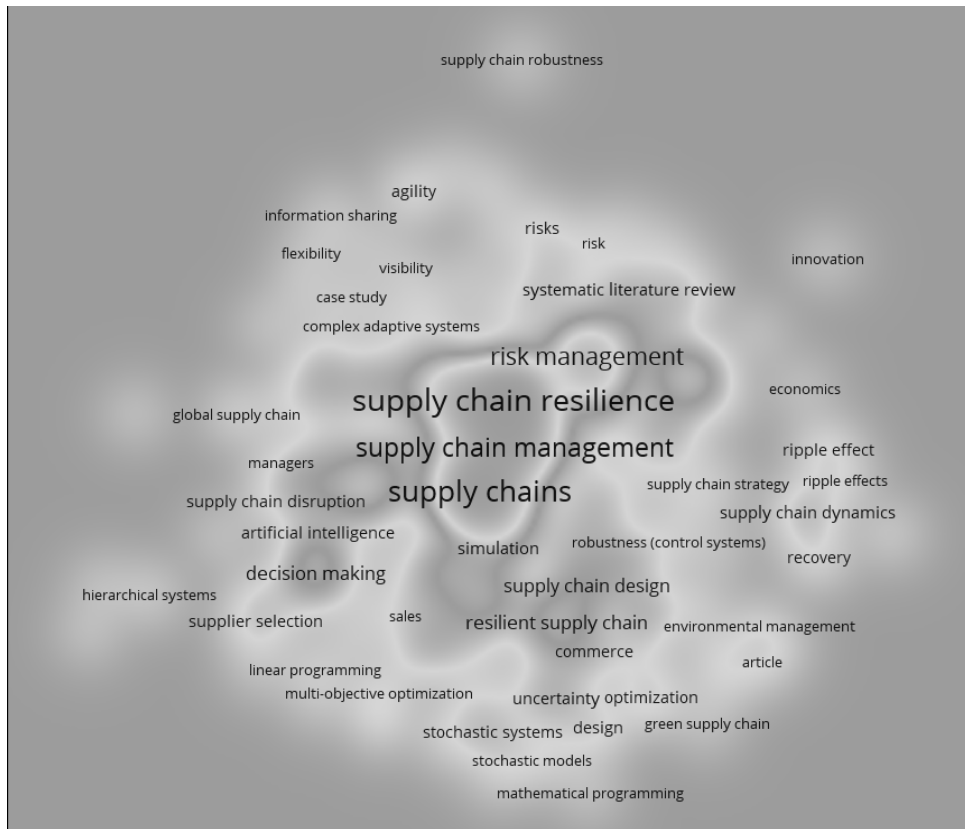 supply chain robustness
agility
information sharing
risks
risk
flexibility
innovation
visibility
systematic literature review
case study
complex adaptive systems
risk management
economics
supply chain resilience
global supply chain
supply chain management
ripple effect
managers
ripple effects
supply chain strategy
supply chains
supply chain disruption
supply chain dynamics
artificial intelligence
robustness (control systems)
simulation
recovery
decision making
supply chain design
hierarchical systems
sales
supplier selection
resilient supply chain
environmental management
commerce
article
linear programming
multi-objective optimization
uncertainty optimization
green supply chain
design
stochastic systems
stochastic models
mathematical programming